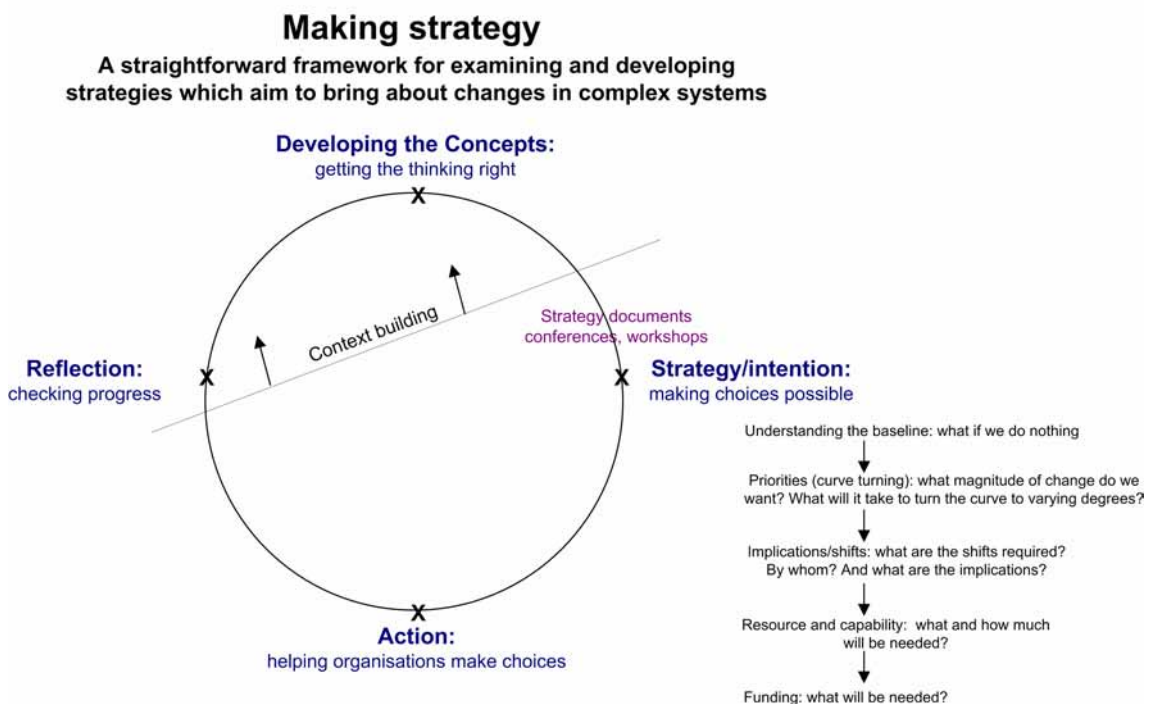 Making strategy
A straightforward framework for examining and developing
strategies which aim to bring about changes in complex systems
Developing the Concepts:
getting the thinking right
X
Context building
Strategy documents
conferences, workshops
Reflection:
checking progress
X
X
Strategy/intention:
making choices possible
Understanding the baseline: what if we do nothing
Priorities (curve turning): what magnitude of change do we
want? What will it take to turn the curve to varying degrees?
Implications/shifts: what are the shifts required?
By whom? And what are the implications?
Resource and capability: what and how much
will be needed?
Funding: what will be needed?
X
Action:
helping organisations make choices